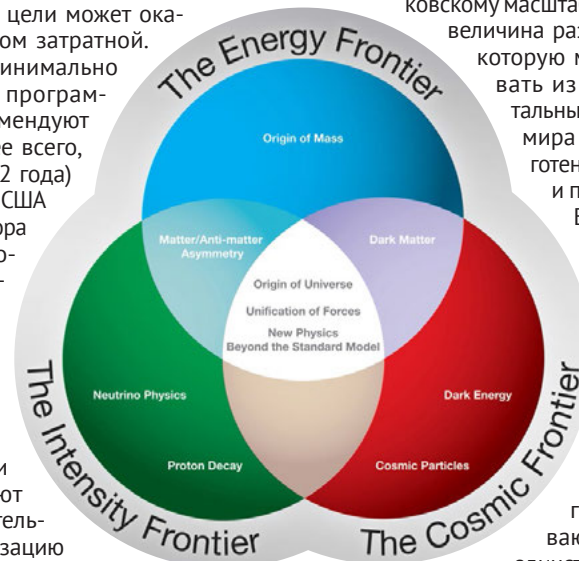 цели может ока-
ом затратной.
инимально
програм-
мендуют
ее всего,
2 года)
США
ора
о-
-
и
ют
тель-
зацию
The Energy Frontier
Origin of Mass
Matter/Anti-matter
Asymmetry
Dark Matter
Origin of Universe
Unification of Forces
New Physics
Beyond the Standard Model
Neutrino Physics
Proton Decay
Dark Energy
Cosmic Particles
The Intensity Frontier
The Cosmic Frontier
ковскому масштаб
величина раз
которую м
вать из
тальны
мира
готен
и п
п
ваю